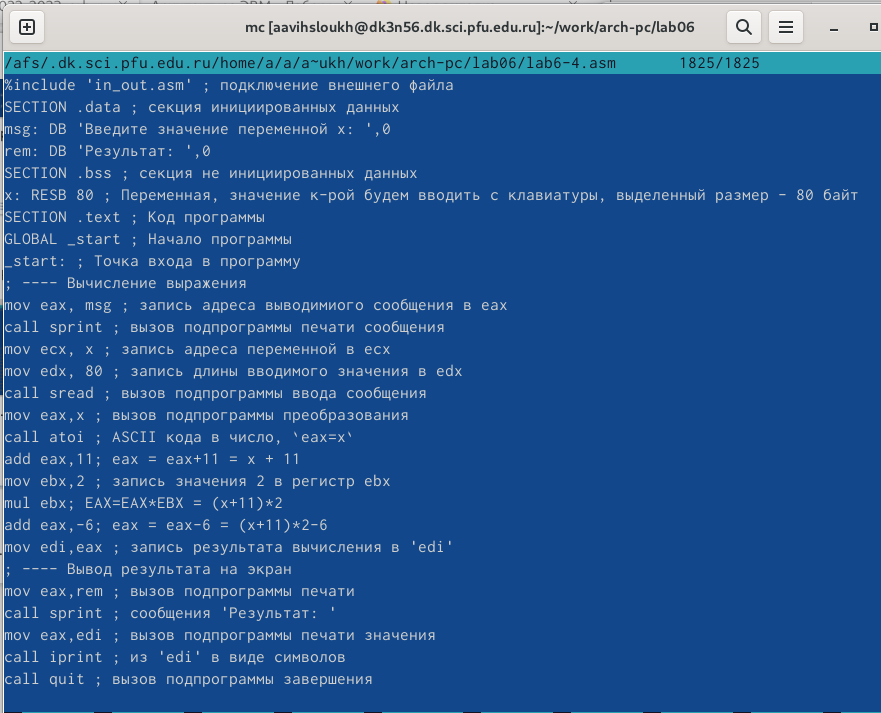 mc [aavihsloukh@dk3n56.dk.sci.pfu.edu.ru]:~/work/arch-pc/lab06
/afs/.dk.sci.pfu.edu.ru/home/a/a/a~ukh/work/arch-pc/lab06/lab6-4.asm 1825/1825
%include 'in_out.asm' ; подключение внешнего файла
SECTION .data ; секция инициированных данных
msg: DB 'Введите значение переменной х: ',0
rem: DB 'Результат: ',0
SECTION .bss ; секция не инициированных данных
x: RESB 80 ; Переменная, значение к-рой будем вводить с клавиатуры, выделенный размер - 80 байт
SECTION .text ; Код программы
GLOBAL _start ; Начало программы
_start: ; Точка входа в программу
; ---- Вычисление выражения
mov eax, msg ; запись адреса выводимиого сообщения в eax
call sprint ; вызов подпрограммы печати сообщения
mov ecx, x ; запись адреса переменной в ecx
mov edx, 80 ; запись длины вводимого значения в edx
call sread ; вызов подпрограммы ввода сообщения
mov eax,x ; вызов подпрограммы преобразования
call atoi ; ASCII кода в число, `eax=x`
add eax,11; eax = eax+11 = x + 11
mov ebx,2 ; запись значения 2 в регистр ebx
mul ebx; EAX=EAX*EBX = (x+11)*2
add eax,-6; eax = eax-6 = (x+11)*2-6
mov edi,eax ; запись результата вычисления в 'edi'
; ---- Вывод результата на экран
mov eax,rem ; вызов подпрограммы печати
call sprint ; сообщения 'Результат: '
mov eax,edi ; вызов подпрограммы печати значения
call iprint ; из 'edi' в виде символов
call quit ; вызов подпрограммы завершения